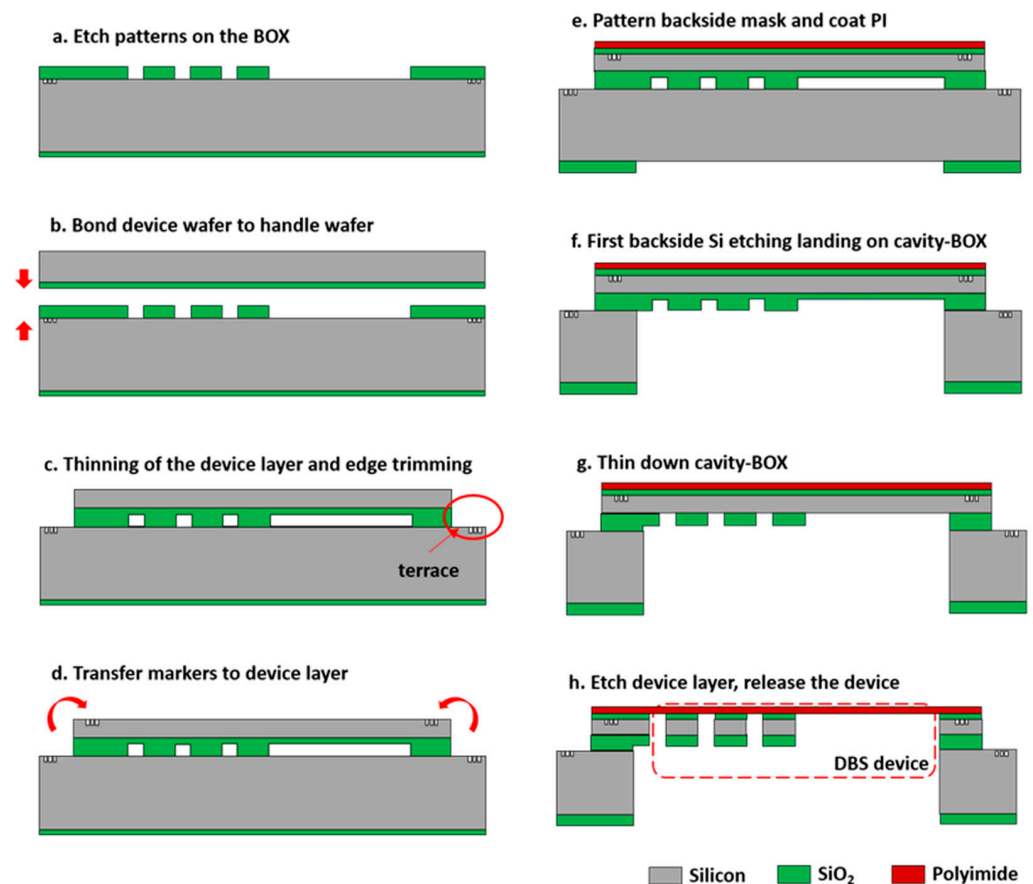 a. Etch patterns on the BOX
b. Bond device wafer to handle wafer
c. Thinning of the device layer and edge trimming
terrace
d. Transfer markers to device layer
e. Pattern backside mask and coat PI
f. First backside Si etching landing on cavity-BOX
g. Thin down cavity-BOX
h. Etch device layer, release the device
DBS device
Silicon
SiO₂
Polyimide